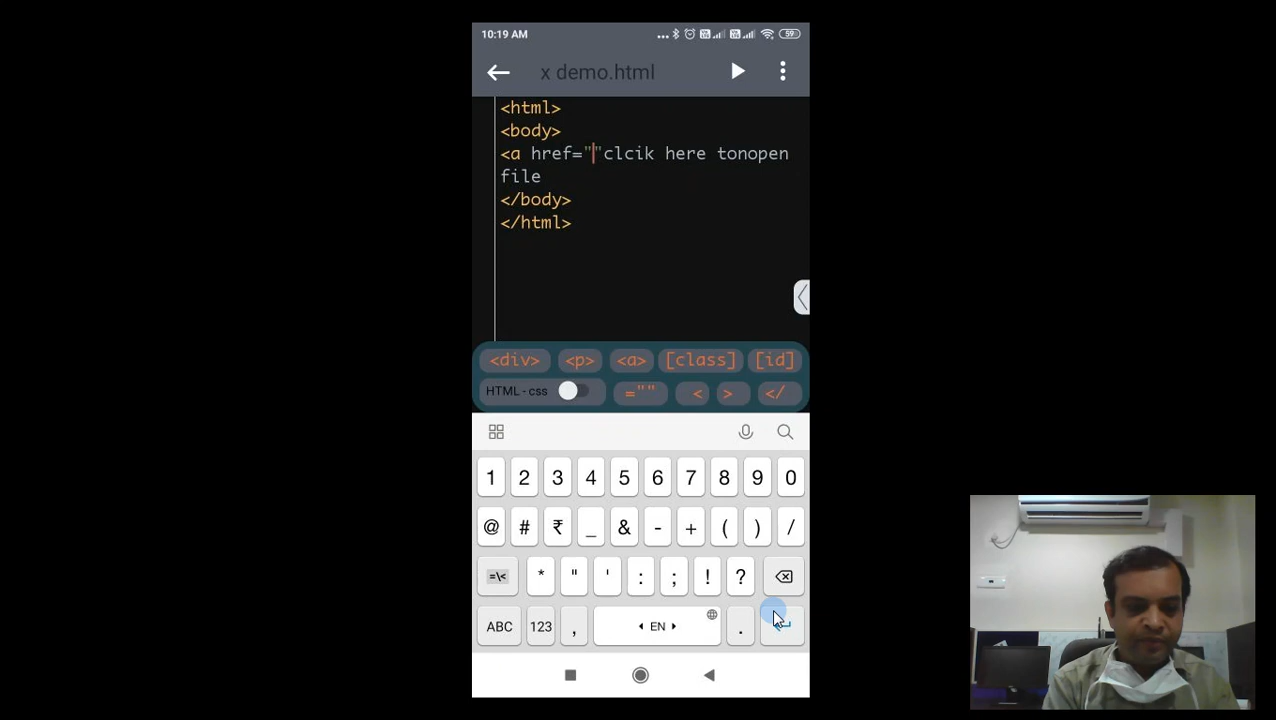 10:19 AM
59
x demo.html
<html>
<body>
<a href=""clcik here tonopen
file
</body>
</html>
<div> <p> <a> [class] [id]
HTML - css ="" < > </
1 2 3 4 5 6 7 8 9 0
@ # ₹ _ & - + ( ) /
=\< * " ' : ; ! ?
ABC 123 , EN .